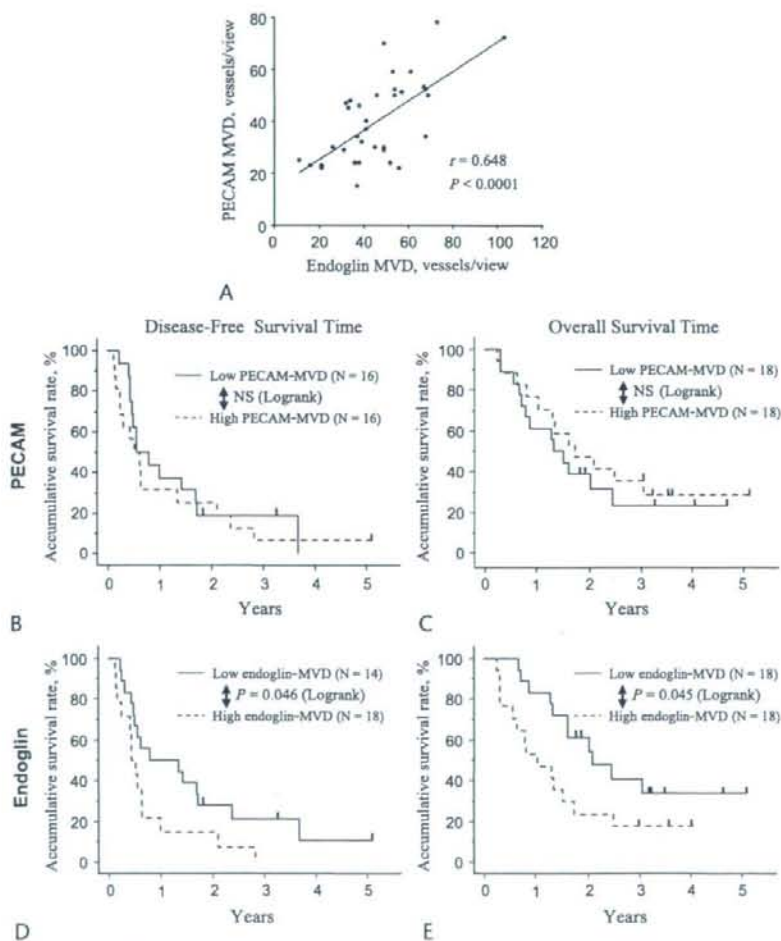 80
60
40
20
0
PECAM MVD, vessels/view
r = 0.648
P < 0.0001
0 20 40 60 80 100 120
Endoglin MVD, vessels/view
A
Disease-Free Survival Time
Overall Survival Time
PECAM
Accumulative survival rate, %
100
80
60
40
20
0
Low PECAM-MVD (N = 16)
NS (Logrank)
High PECAM-MVD (N = 16)
0 1 2 3 4 5
Years
B
Accumulative survival rate, %
100
80
60
40
20
0
Low PECAM-MVD (N = 18)
NS (Logrank)
High PECAM-MVD (N = 18)
0 1 2 3 4 5
Years
C
Endoglin
Accumulative survival rate, %
100
80
60
40
20
0
Low endoglin-MVD (N = 14)
P = 0.046 (Logrank)
High endoglin-MVD (N = 18)
0 1 2 3 4 5
Years
D
Accumulative survival rate, %
100
80
60
40
20
0
Low endoglin-MVD (N = 18)
P = 0.045 (Logrank)
High endoglin-MVD (N = 18)
0 1 2 3 4 5
Years
E